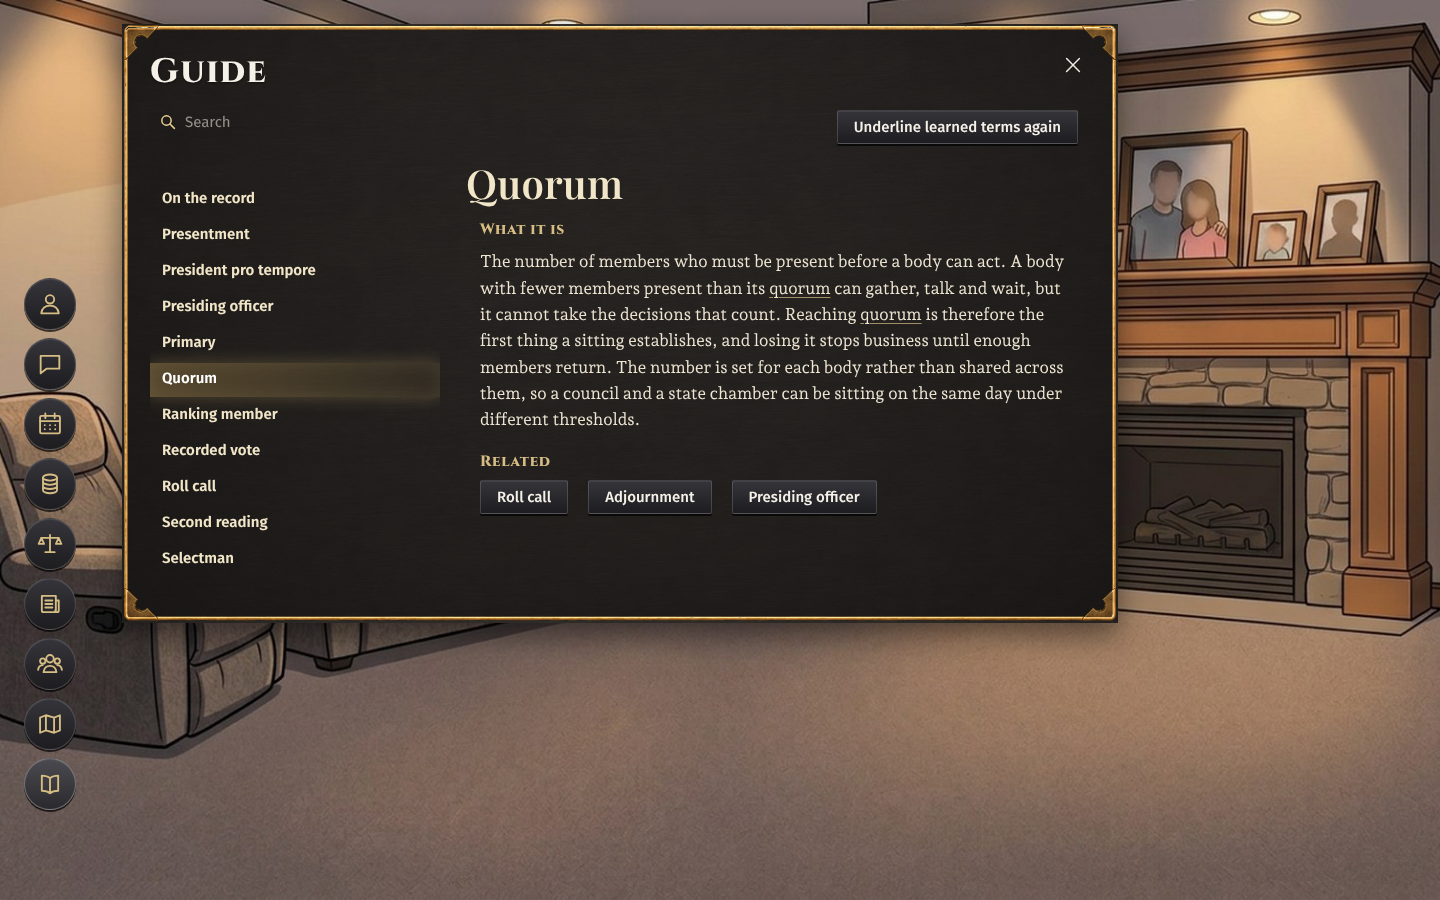 GUIDE
Search
Underline learned terms again
On the record
Presentment
President pro tempore
Presiding officer
Primary
Quorum
Ranking member
Recorded vote
Roll call
Second reading
Selectman
Quorum
WHAT IT IS
The number of members who must be present before a body can act. A body
with fewer members present than its quorum can gather, talk and wait, but
it cannot take the decisions that count. Reaching quorum is therefore the
first thing a sitting establishes, and losing it stops business until enough
members return. The number is set for each body rather than shared across
them, so a council and a state chamber can be sitting on the same day under
different thresholds.
RELATED
Roll call
Adjournment
Presiding officer